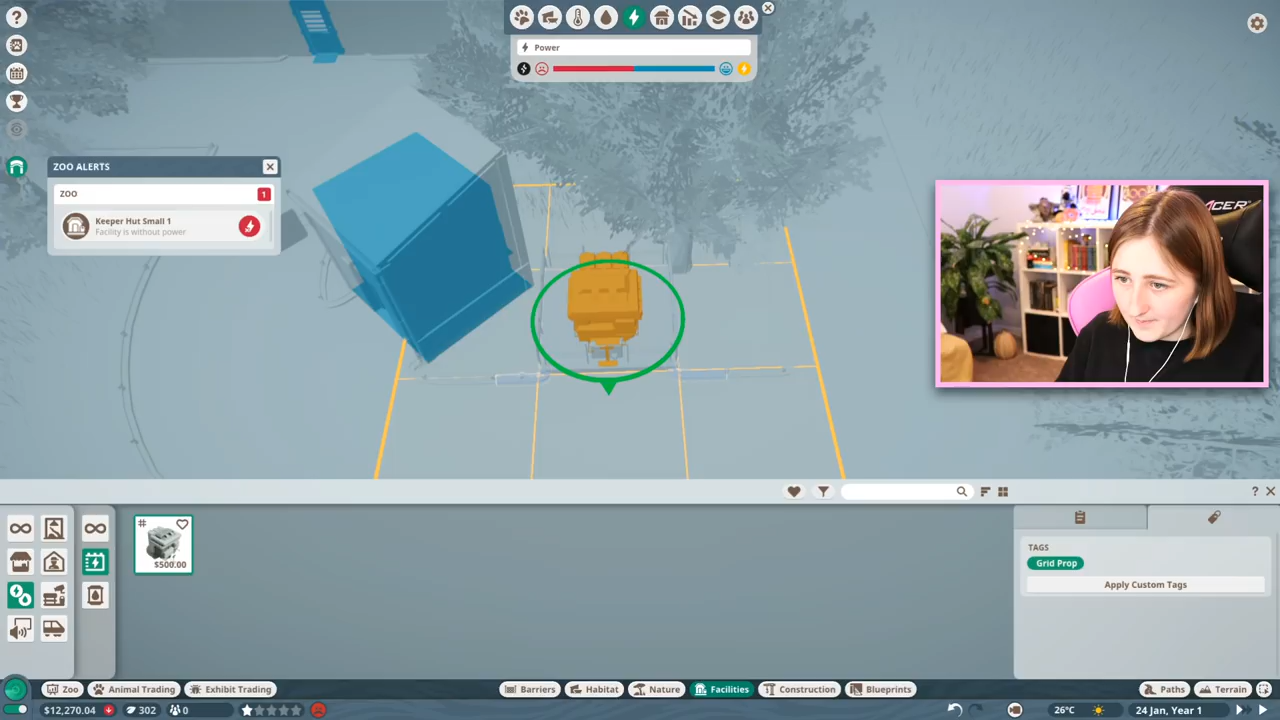 Power
ZOO ALERTS
ZOO
1
Keeper Hut Small 1
Facility is without power
CER
$500.00
TAGS
Grid Prop
Apply Custom Tags
Zoo
Animal Trading
Exhibit Trading
Barriers
Habitat
Nature
Facilities
Construction
Blueprints
Paths
Terrain
$12,270.04
302
0
26°C
24 Jan, Year 1